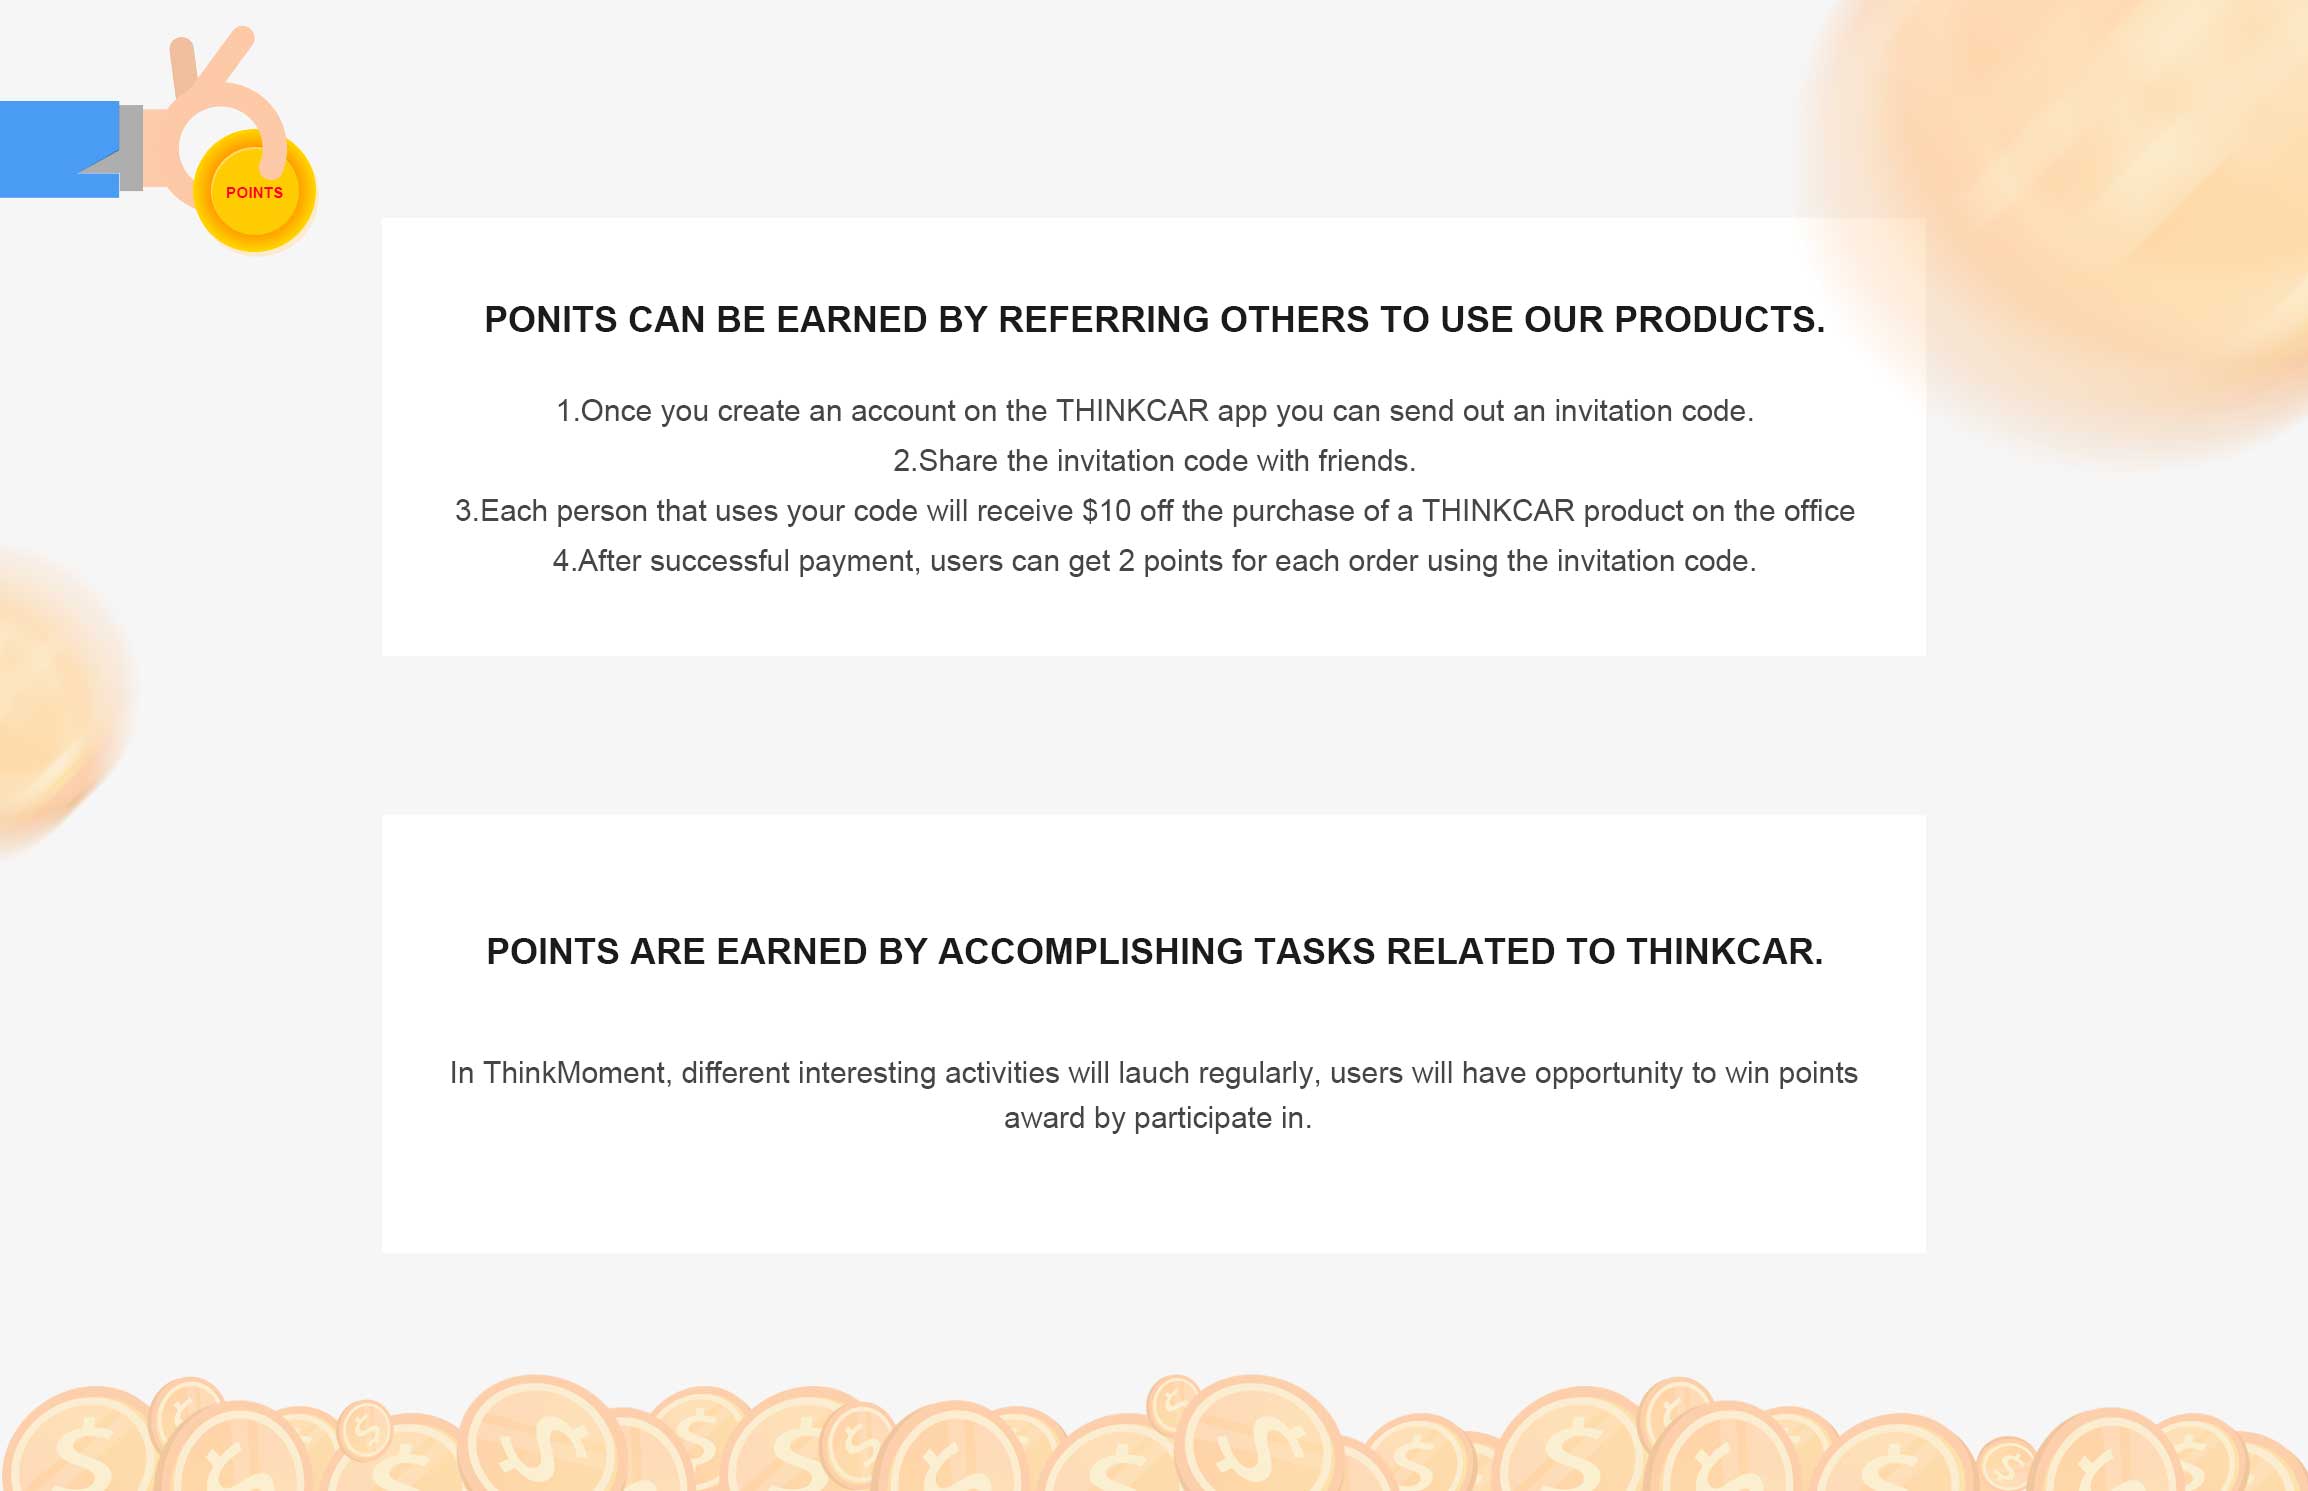 POINTS
PONITS CAN BE EARNED BY REFERRING OTHERS TO USE OUR PRODUCTS.
1.Once you create an account on the THINKCAR app you can send out an invitation code.
2.Share the invitation code with friends.
3.Each person that uses your code will receive $10 off the purchase of a THINKCAR product on the office
4.After successful payment, users can get 2 points for each order using the invitation code.
POINTS ARE EARNED BY ACCOMPLISHING TASKS RELATED TO THINKCAR.
In ThinkMoment, different interesting activities will lauch regularly, users will have opportunity to win points
award by participate in.